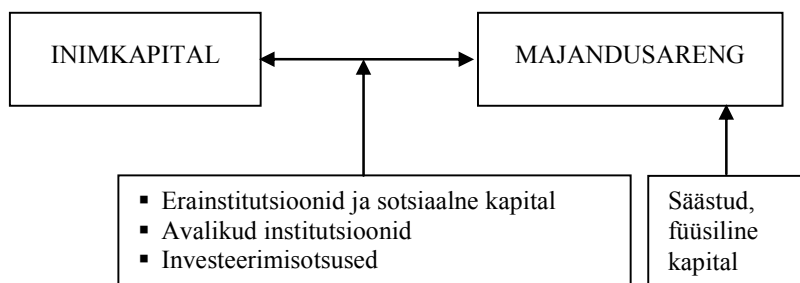 INIMKAPITAL
MAJANDUSARENG
▪ Erainstitutsioonid ja sotsiaalne kapital
▪ Avalikud institutsioonid
▪ Investeerimisotsused
Säästud,
füüsiline
kapital